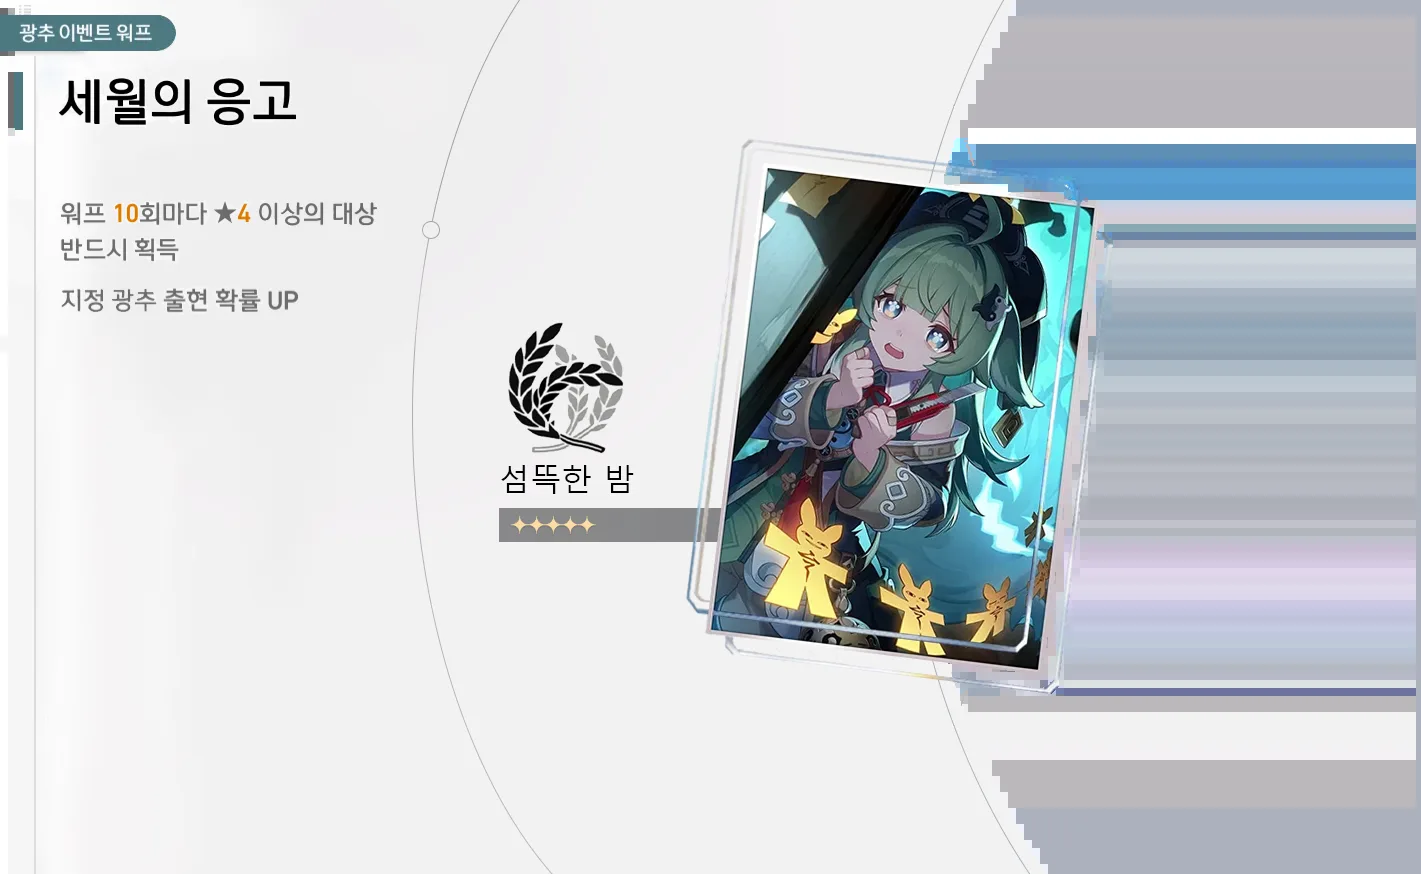 광추 이벤트 워프
세월의 응고
워프 10회마다 ★4 이상의 대상
반드시 획득
지정 광추 출현 확률 UP
섬뜩한 밤